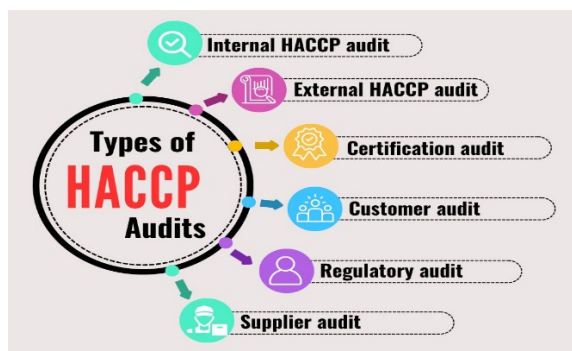 Types of
HACCP
Audits
Internal HACCP audit
External HACCP audit
Certification audit
Customer audit
Regulatory audit
Supplier audit